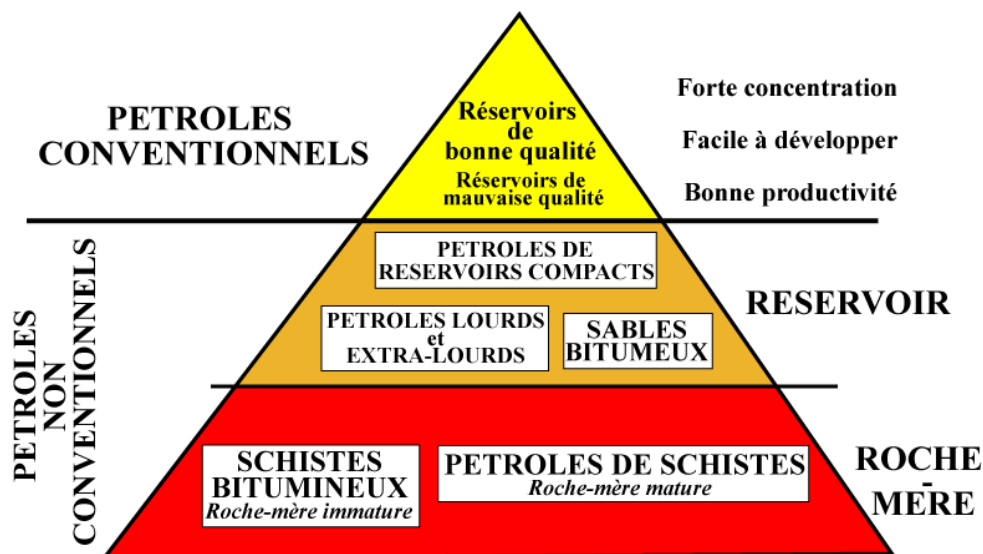 PETROLES
CONVENTIONNELS
Réservoirs
de
bonne qualité
Réservoirs de
mauvaise qualité
Forte concentration
Facile à développer
Bonne productivité
PETROLES
NON
CONVENTIONNELS
PETROLES DE
RESERVOIRS COMPACTS
PETROLES LOURDS
et
EXTRA-LOURDS
SABLES
BITUMEUX
RESERVOIR
SCHISTES
BITUMINEUX
Roche-mère immature
PETROLES DE SCHISTES
Roche-mère mature
ROCHE
-
MÈRE